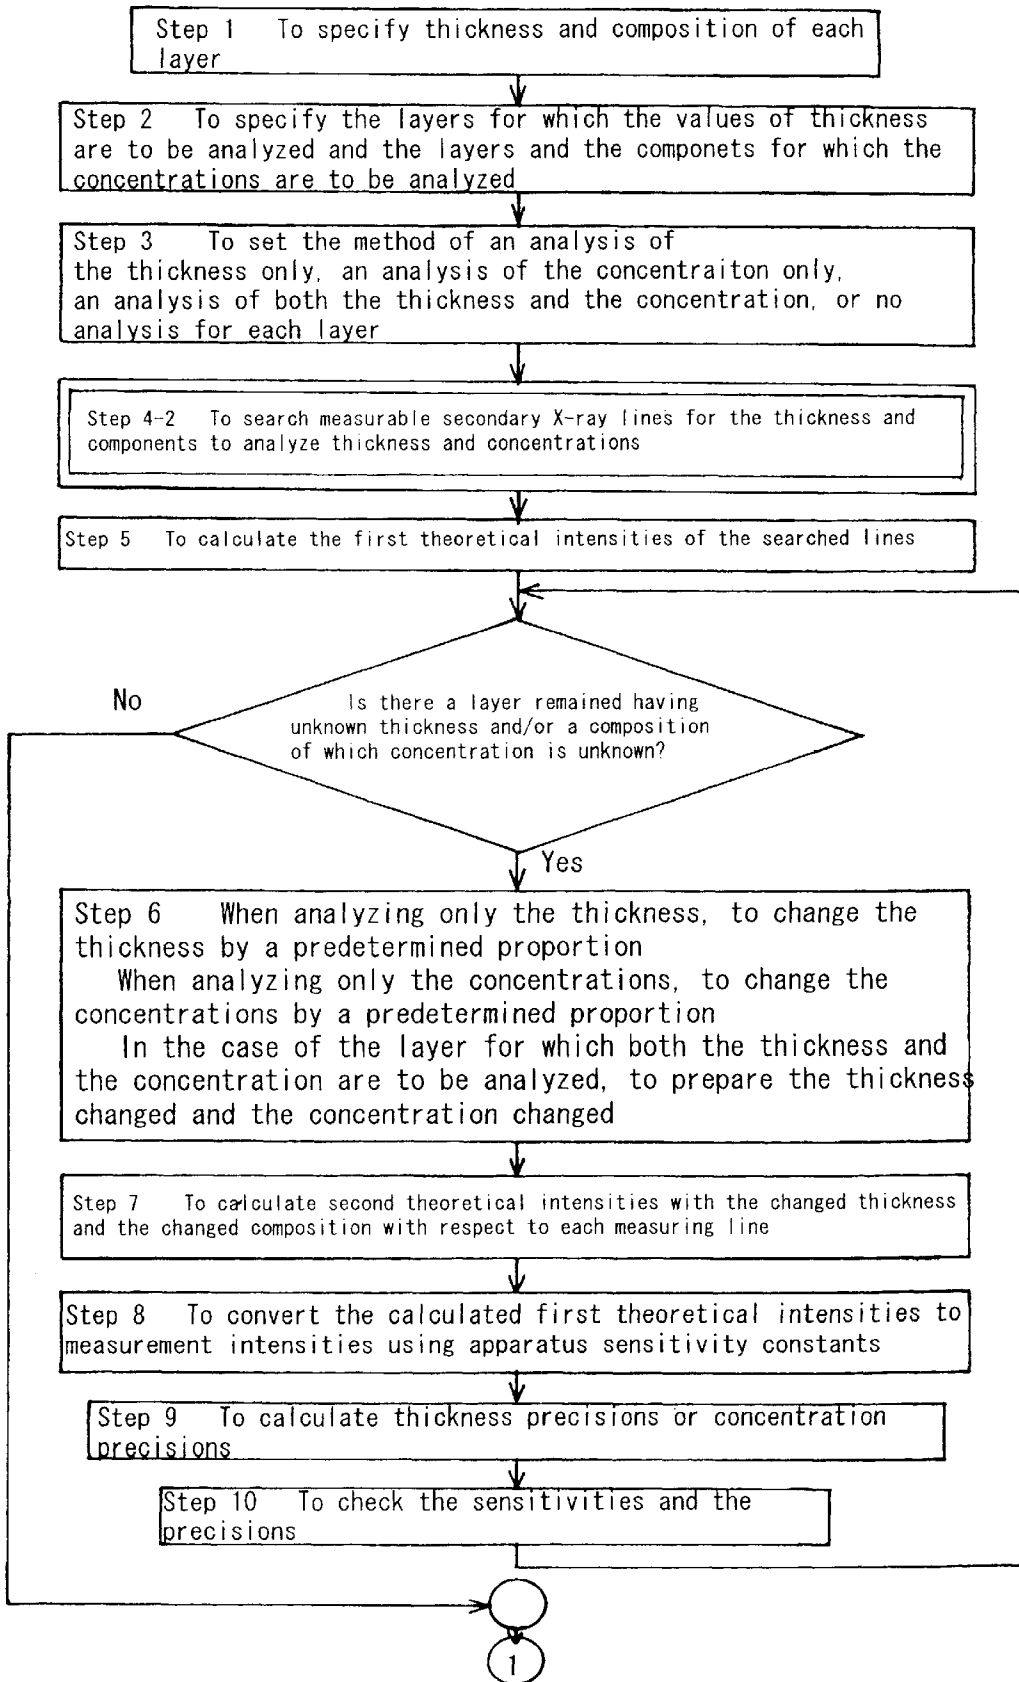 Step 1 To specify thickness and composition of each
layer
Step 2 To specify the layers for which the values of thickness
are to be analyzed and the layers and the componets for which the
concentrations are to be analyzed
Step 3 To set the method of an analysis of
the thickness only, an analysis of the concentraiton only,
an analysis of both the thickness and the concentration, or no
analysis for each layer
Step 4-2 To search measurable secondary X-ray lines for the thickness and
components to analyze thickness and concentrations
Step 5 To calculate the first theoretical intensities of the searched lines
No
Is there a layer remained having
unknown thickness and/or a composition
of which concentration is unknown?
Yes
Step 6 When analyzing only the thickness, to change the
thickness by a predetermined proportion
When analyzing only the concentrations, to change the
concentrations by a predetermined proportion
In the case of the layer for which both the thickness and
the concentration are to be analyzed, to prepare the thickness
changed and the concentration changed
Step 7 To calculate second theoretical intensities with the changed thickness
and the changed composition with respect to each measuring line
Step 8 To convert the calculated first theoretical intensities to
measurement intensities using apparatus sensitivity constants
Step 9 To calculate thickness precisions or concentration
precisions
Step 10 To check the sensitivities and the
precisions
1